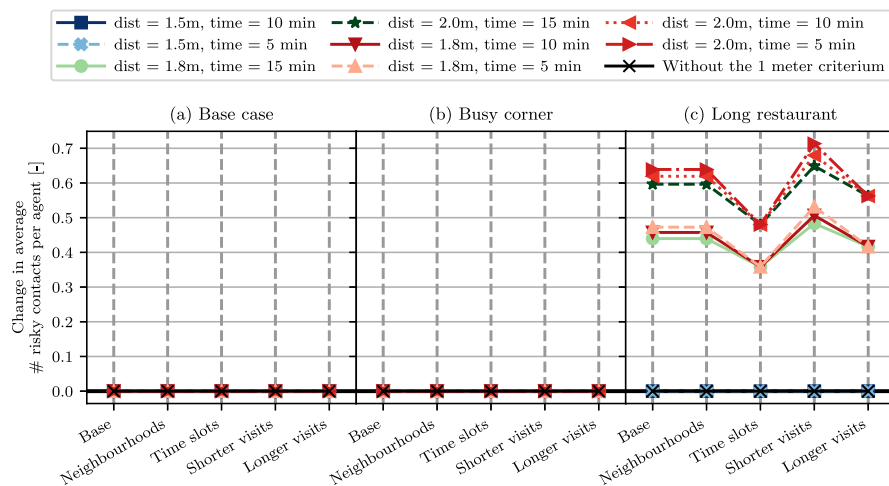 dist = 1.5m, time = 10 min
dist = 1.5m, time = 5 min
dist = 1.8m, time = 15 min
dist = 2.0m, time = 15 min
dist = 1.8m, time = 10 min
dist = 1.8m, time = 5 min
dist = 2.0m, time = 10 min
dist = 2.0m, time = 5 min
Without the 1 meter criterium
(a) Base case
(b) Busy corner
(c) Long restaurant
Change in average
# risky contacts per agent [-]
0.7
0.6
0.5
0.4
0.3
0.2
0.1
0.0
Base
Neighbourhoods
Time slots
Shorter visits
Longer visits
Base
Neighbourhoods
Time slots
Shorter visits
Longer visits
Base
Neighbourhoods
Time slots
Shorter visits
Longer visits